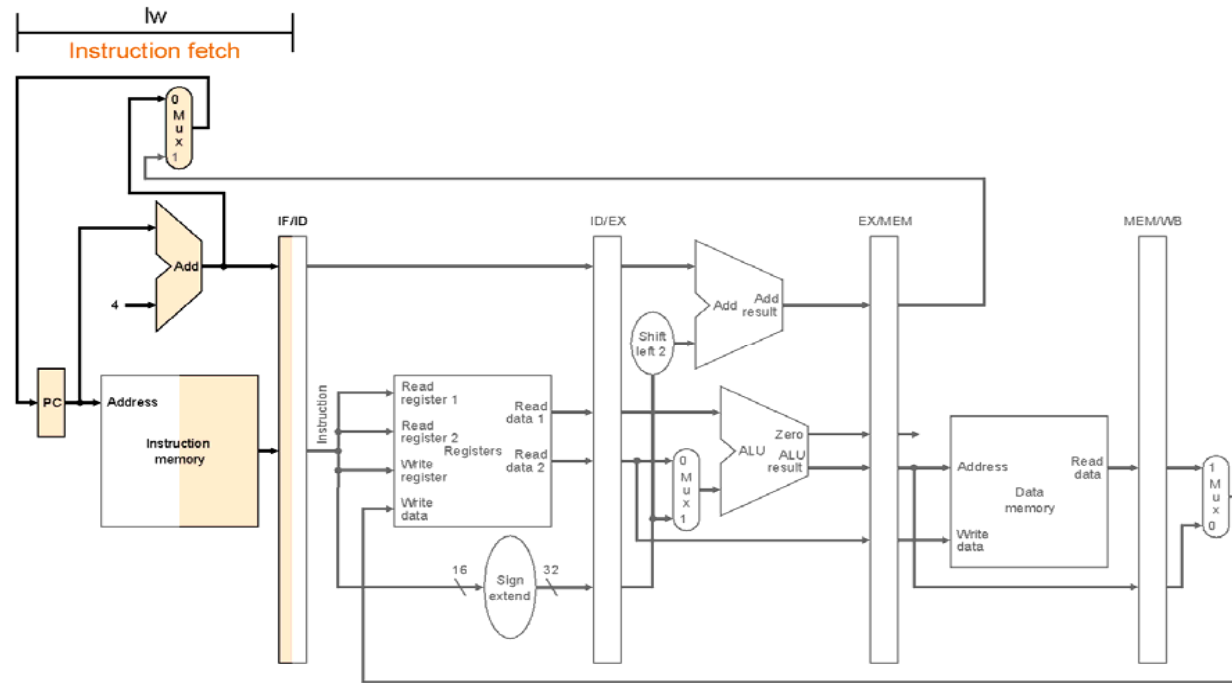 lw
Instruction fetch
0
M
u
x
1
Add
4
PC
Address
Instruction
memory
IF/ID
Instruction
Read
register 1
Read
register 2
Write
register
Write
data
Registers
Read
data 1
Read
data 2
16
Sign
extend
32
ID/EX
Shift
left 2
Add
Add
result
0
M
u
x
1
ALU
Zero
ALU
result
EX/MEM
Address
Write
data
Read
data
Data
memory
MEM/WB
1
M
u
x
0